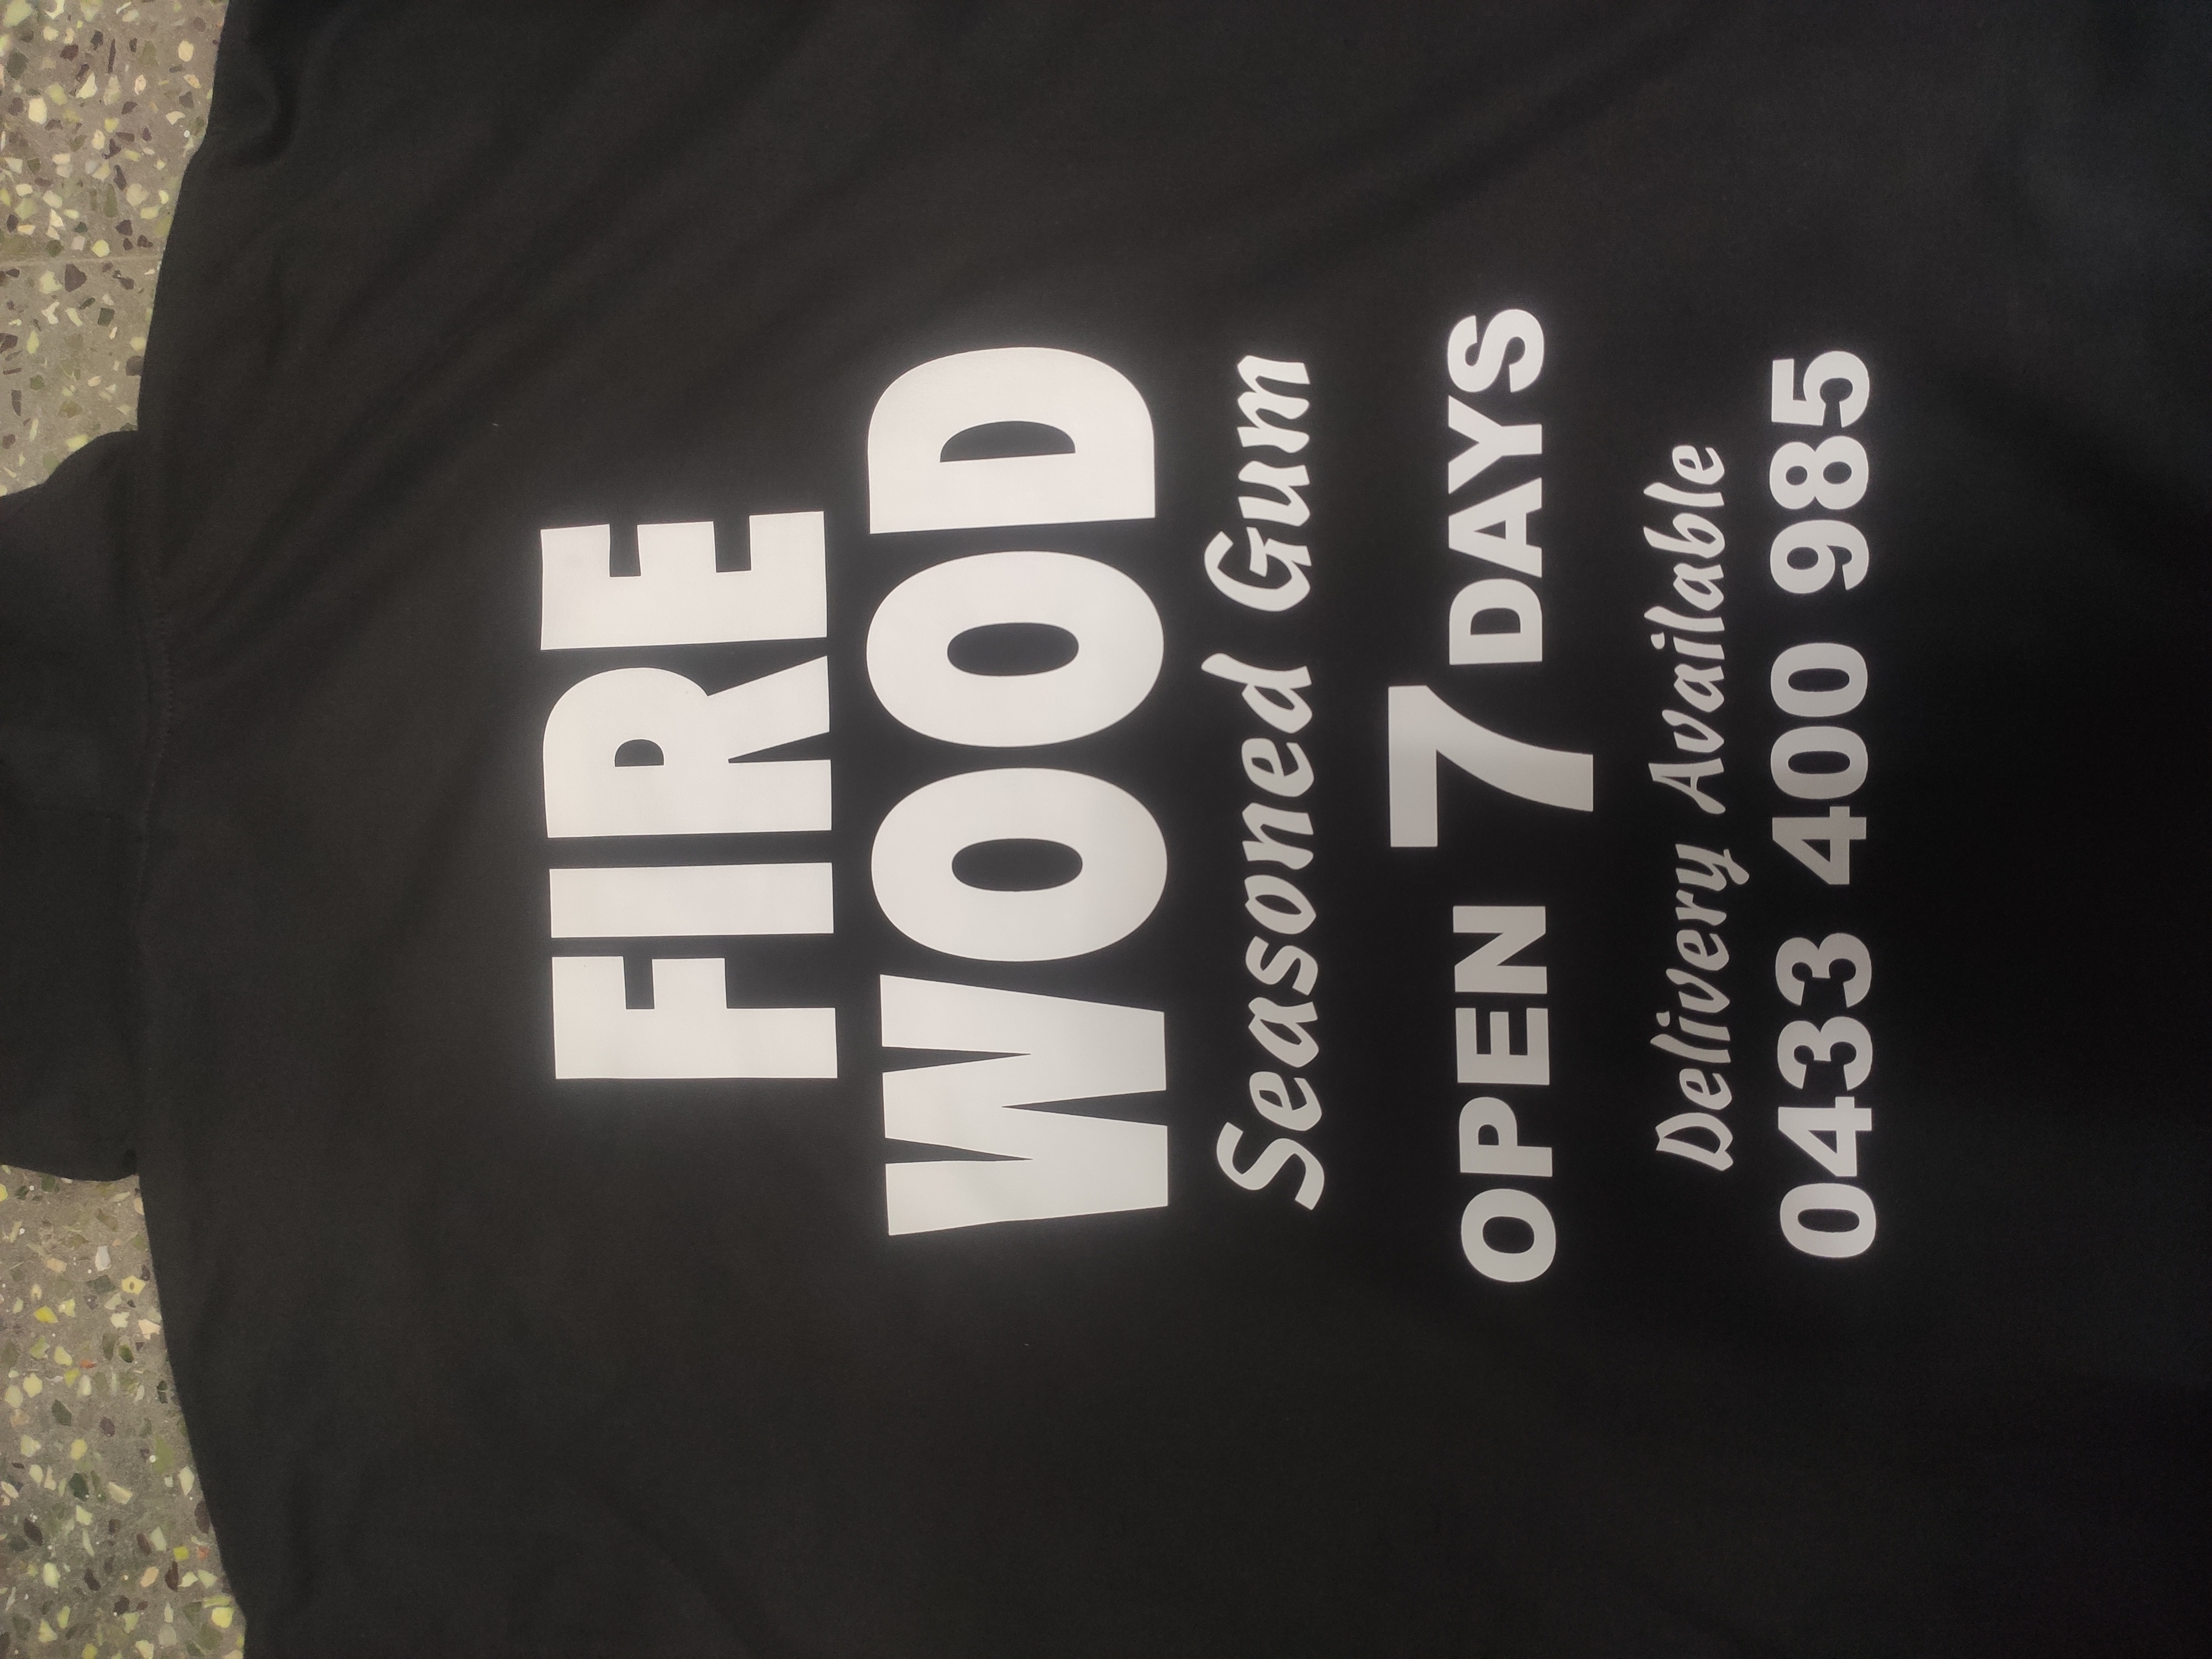 FIRE
WOOD
Seasoned Gum
OPEN 7 DAYS
Delivery Available
0433 400 985